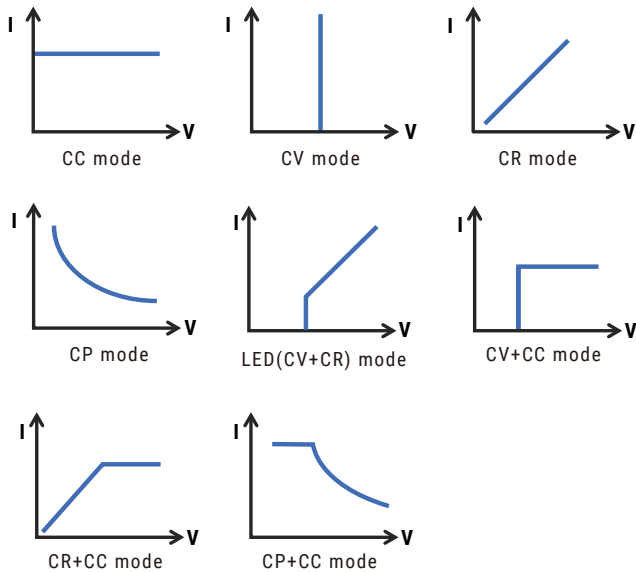 I
V
CC mode
I
V
CV mode
I
V
CR mode
I
V
CP mode
I
V
LED(CV+CR) mode
I
V
CV+CC mode
I
V
CR+CC mode
I
V
CP+CC mode